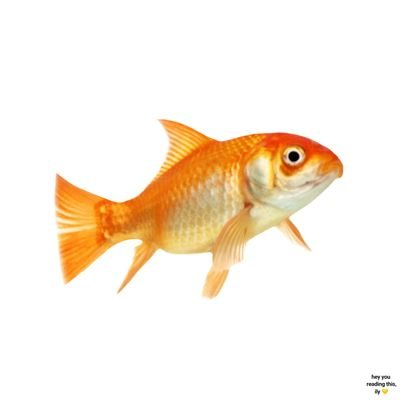 hey you
reading this,
ily 💛